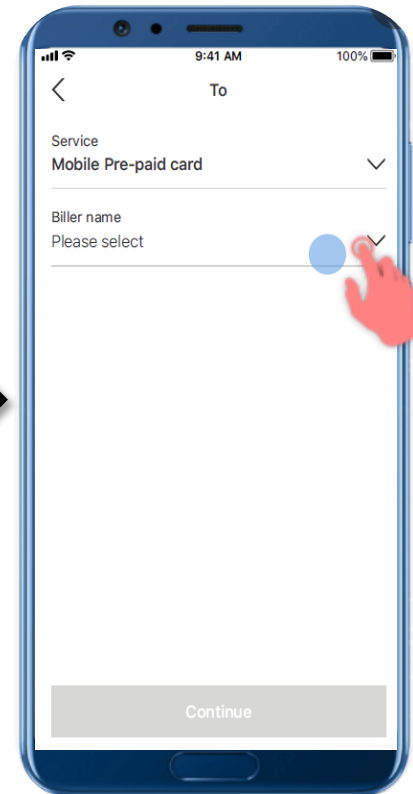 9:41 AM
100%
To
Service
Mobile Pre-paid card
Biller name
Please select
Continue